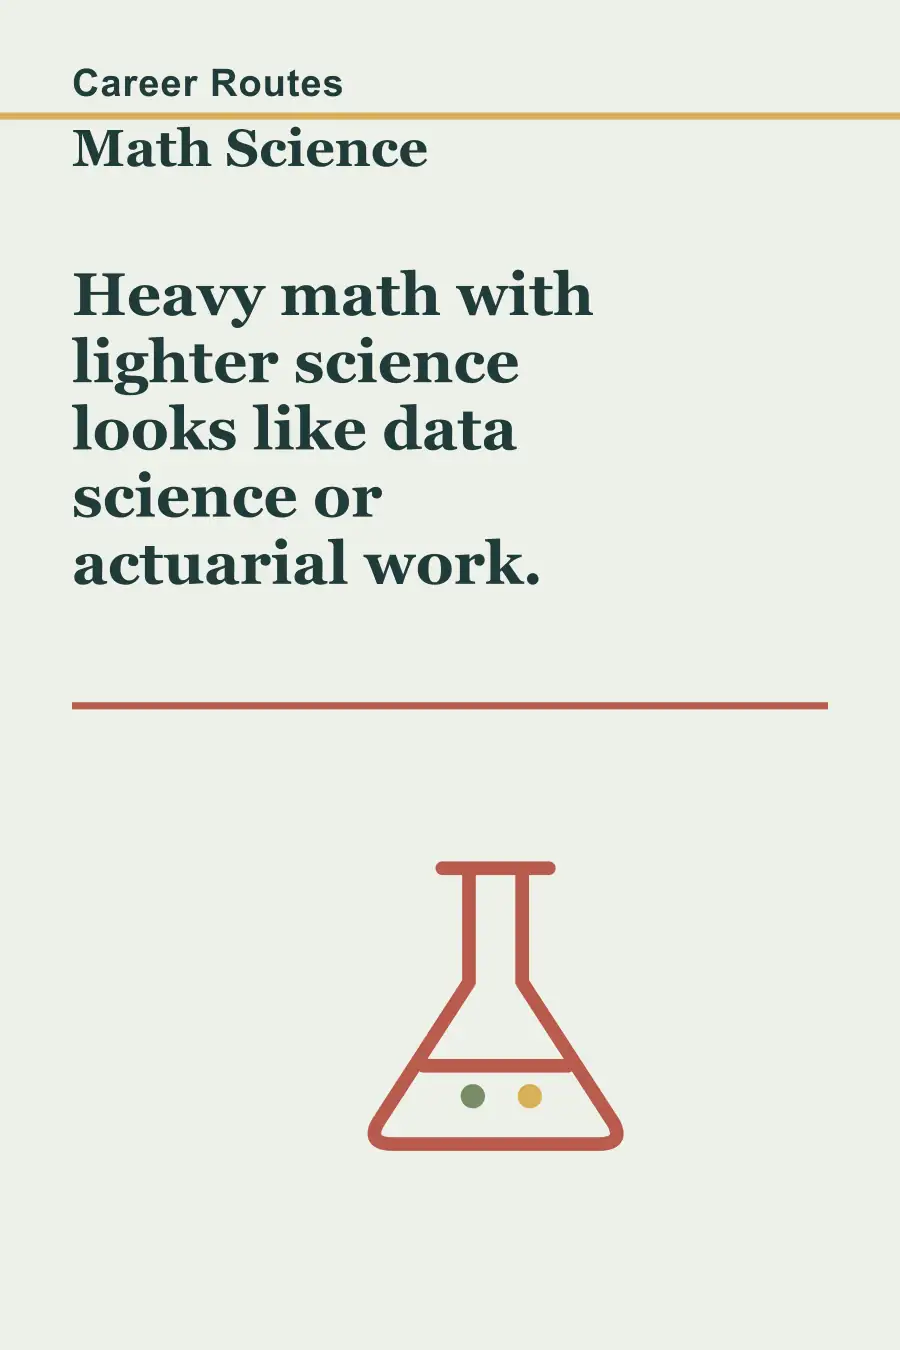 Career Routes
Math Science
Heavy math with
lighter science
looks like data
science or
actuarial work.